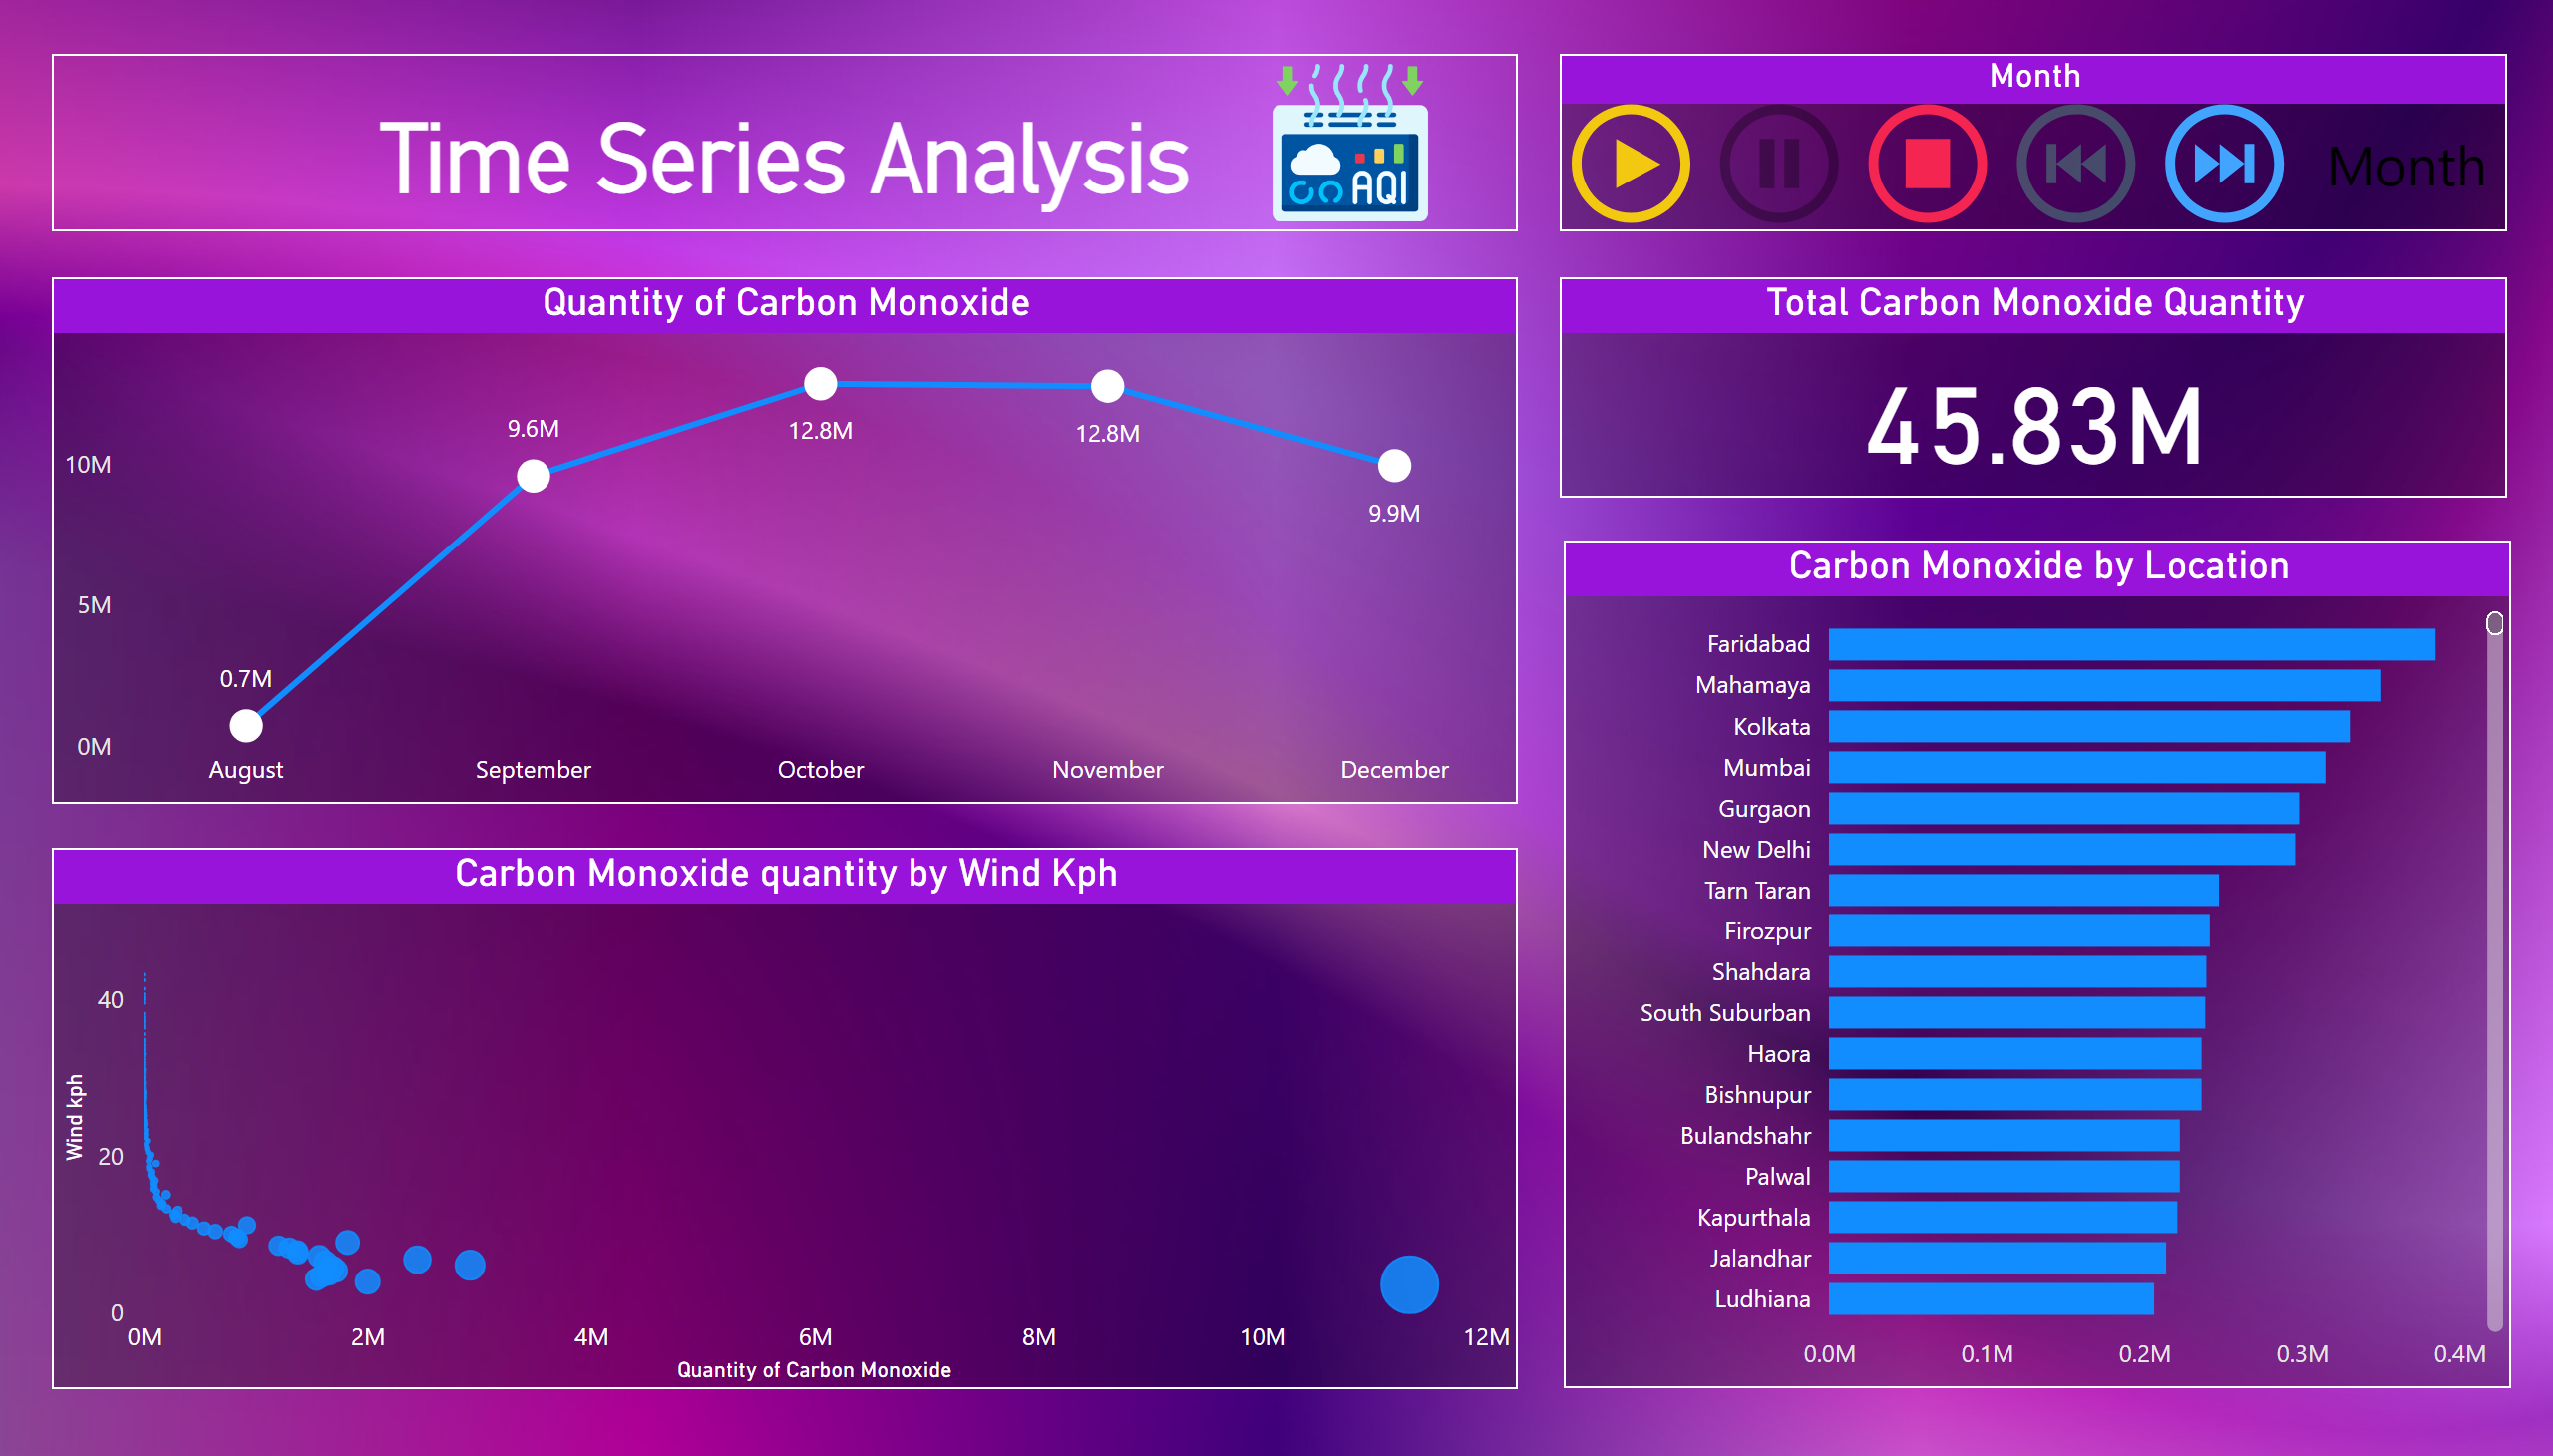 Time Series Analysis
AQI
Month
Month
Quantity of Carbon Monoxide
10M
5M
0M
0.7M
9.6M
12.8M
12.8M
9.9M
August
September
October
November
December
Total Carbon Monoxide Quantity
45.83M
Carbon Monoxide quantity by Wind Kph
Wind kph
40
20
0
0M
2M
4M
6M
8M
10M
12M
Quantity of Carbon Monoxide
Carbon Monoxide by Location
Faridabad
Mahamaya
Kolkata
Mumbai
Gurgaon
New Delhi
Tarn Taran
Firozpur
Shahdara
South Suburban
Haora
Bishnupur
Bulandshahr
Palwal
Kapurthala
Jalandhar
Ludhiana
0.0M
0.1M
0.2M
0.3M
0.4M